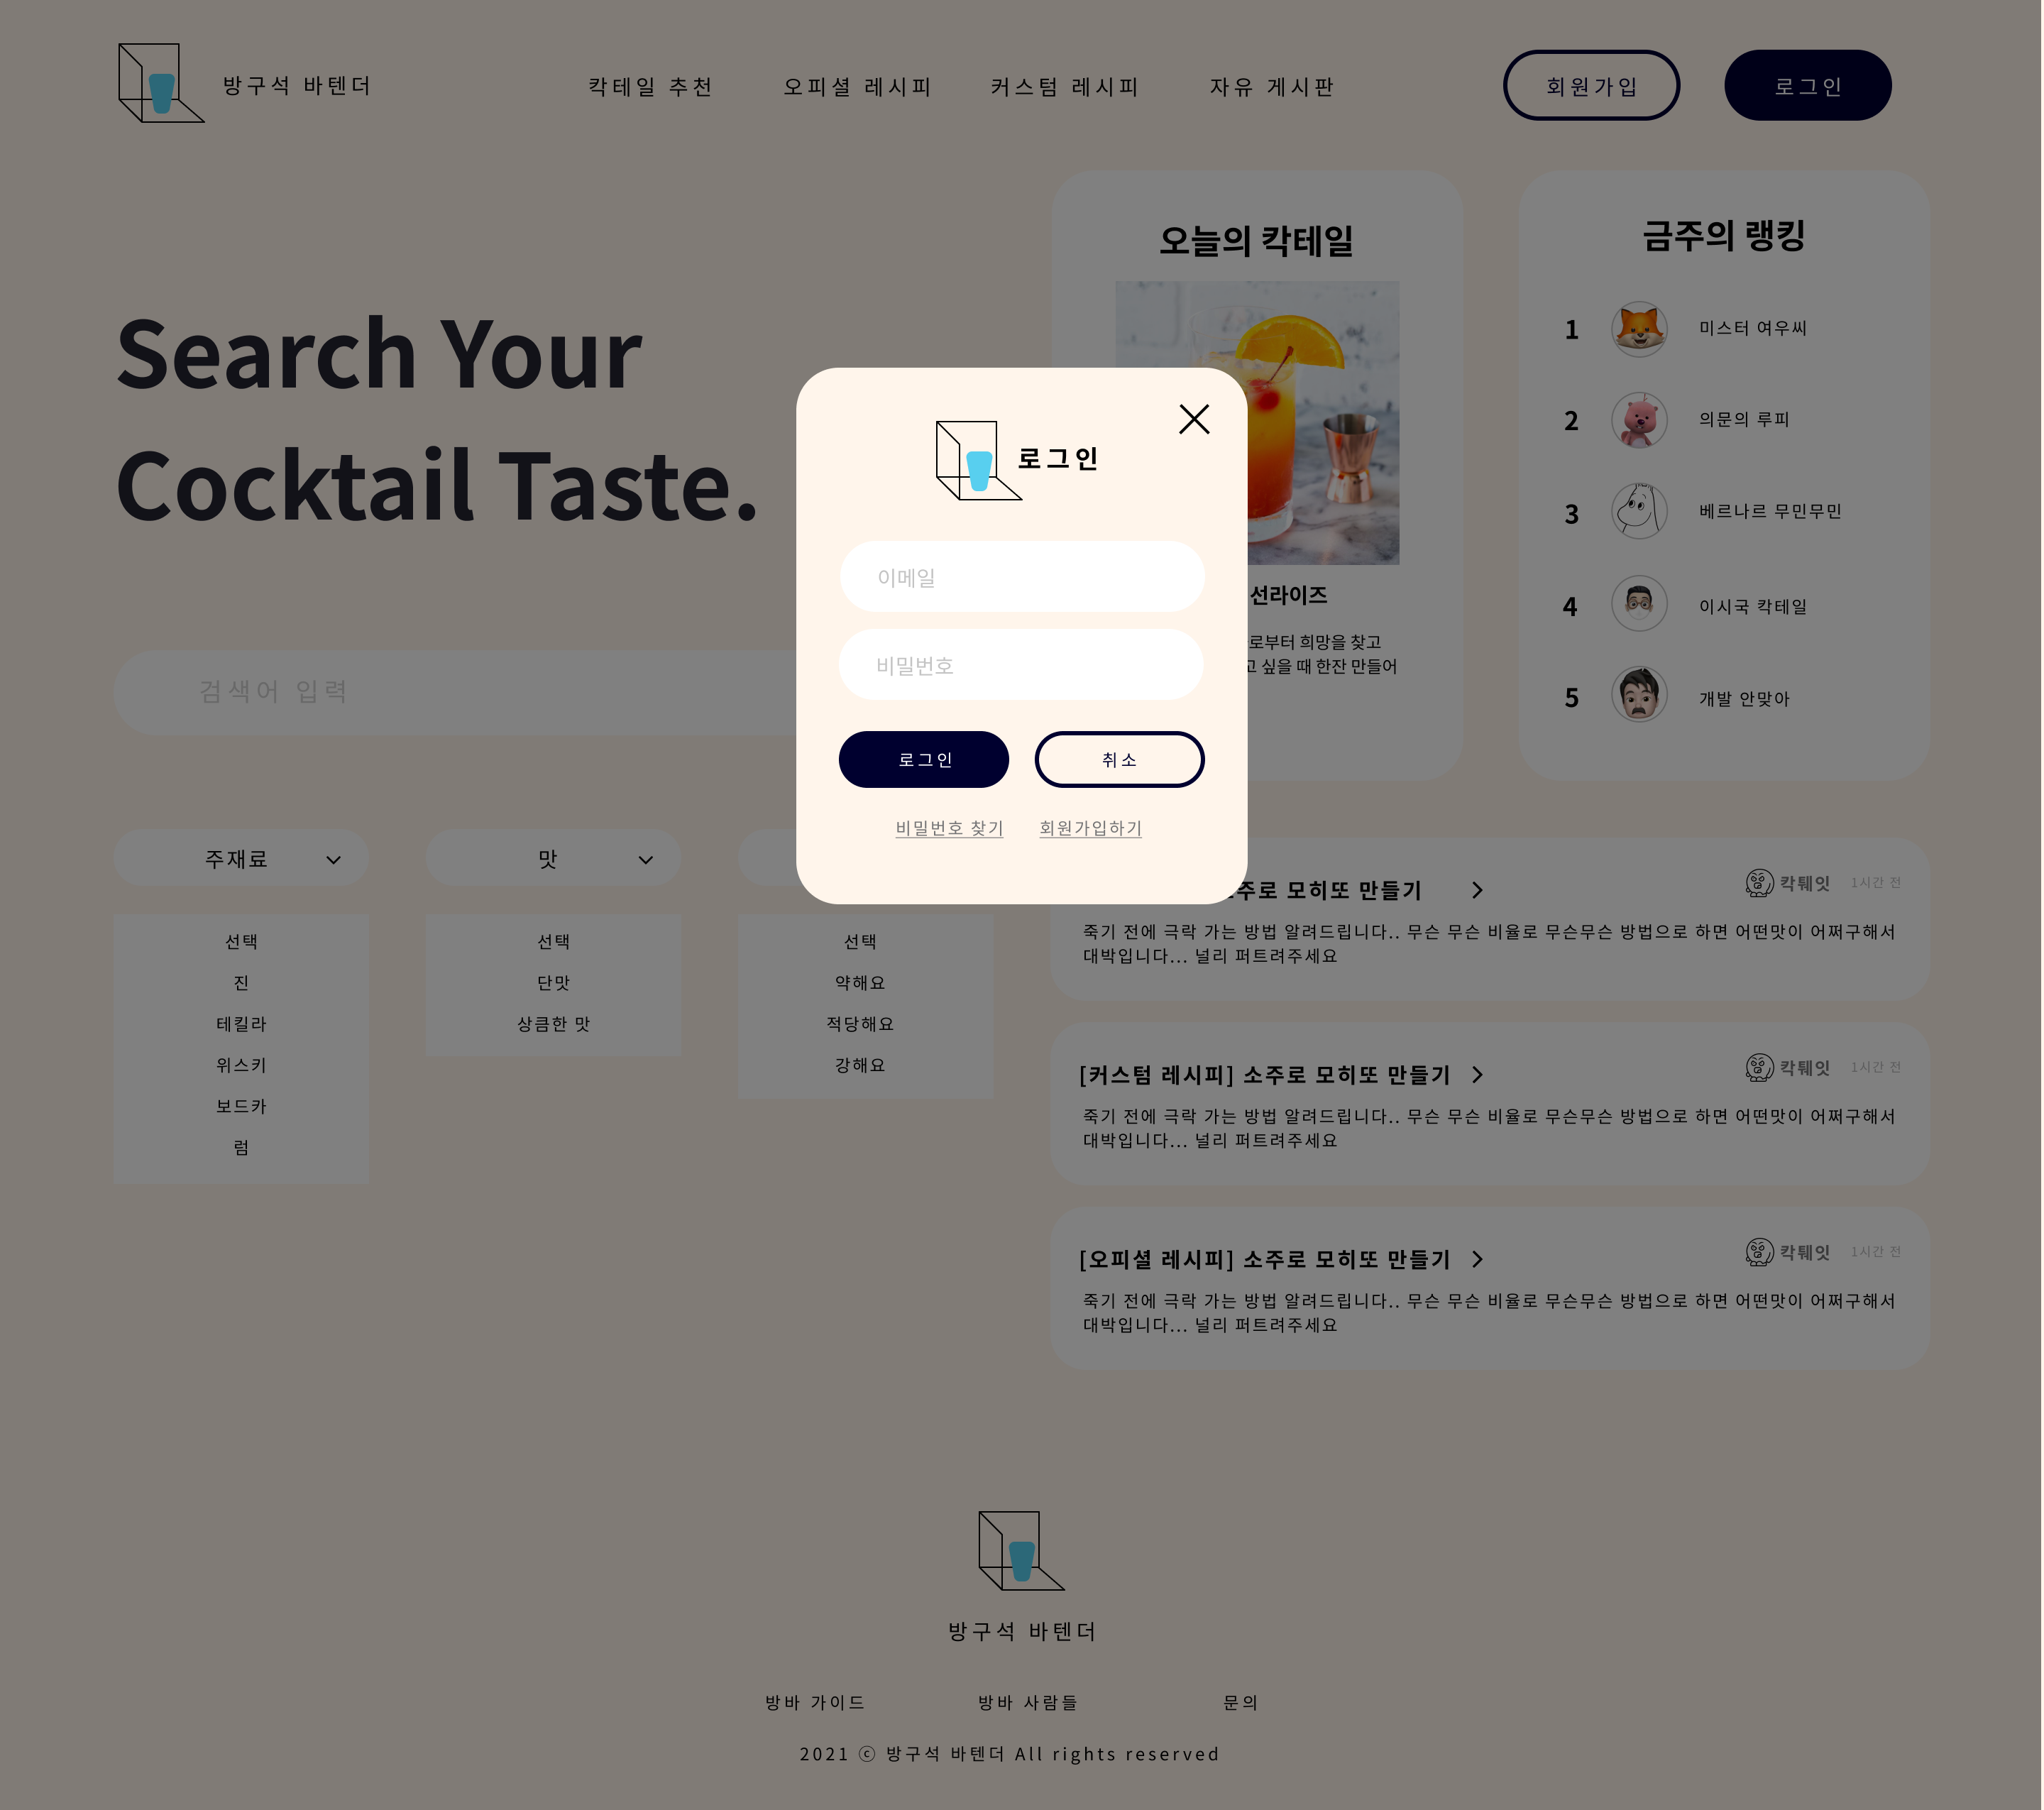 방구석 바텐더
칵테일 추천
오피셜 레시피
커스텀 레시피
자유 게시판
회원가입
로그인
Search Your
Cocktail Taste.
검색어 입력
주재료
선택
진
테킬라
위스키
보드카
럼
맛
선택
단맛
상큼한 맛
선택
약해요
적당해요
강해요
오늘의 칵테일
선라이즈
로부터 희망을 찾고
싶을 때 한잔 만들어
금주의 랭킹
1 미스터 여우씨
2 의문의 루피
3 베르나르 무민무민
4 이시국 칵테일
5 개발 안맞아
로그인
이메일
비밀번호
로그인
취소
비밀번호 찾기
회원가입하기
주로 모히또 만들기
칵퉤잇
1시간 전
죽기 전에 극락 가는 방법 알려드립니다.. 무슨 무슨 비율로 무슨무슨 방법으로 하면 어떤맛이 어쩌구해서
대박입니다... 널리 퍼트려주세요
[커스텀 레시피] 소주로 모히또 만들기
칵퉤잇
1시간 전
죽기 전에 극락 가는 방법 알려드립니다.. 무슨 무슨 비율로 무슨무슨 방법으로 하면 어떤맛이 어쩌구해서
대박입니다... 널리 퍼트려주세요
[오피셜 레시피] 소주로 모히또 만들기
칵퉤잇
1시간 전
죽기 전에 극락 가는 방법 알려드립니다.. 무슨 무슨 비율로 무슨무슨 방법으로 하면 어떤맛이 어쩌구해서
대박입니다... 널리 퍼트려주세요
방구석 바텐더
방바 가이드
방바 사람들
문의
2021 ⓒ 방구석 바텐더 All rights reserved